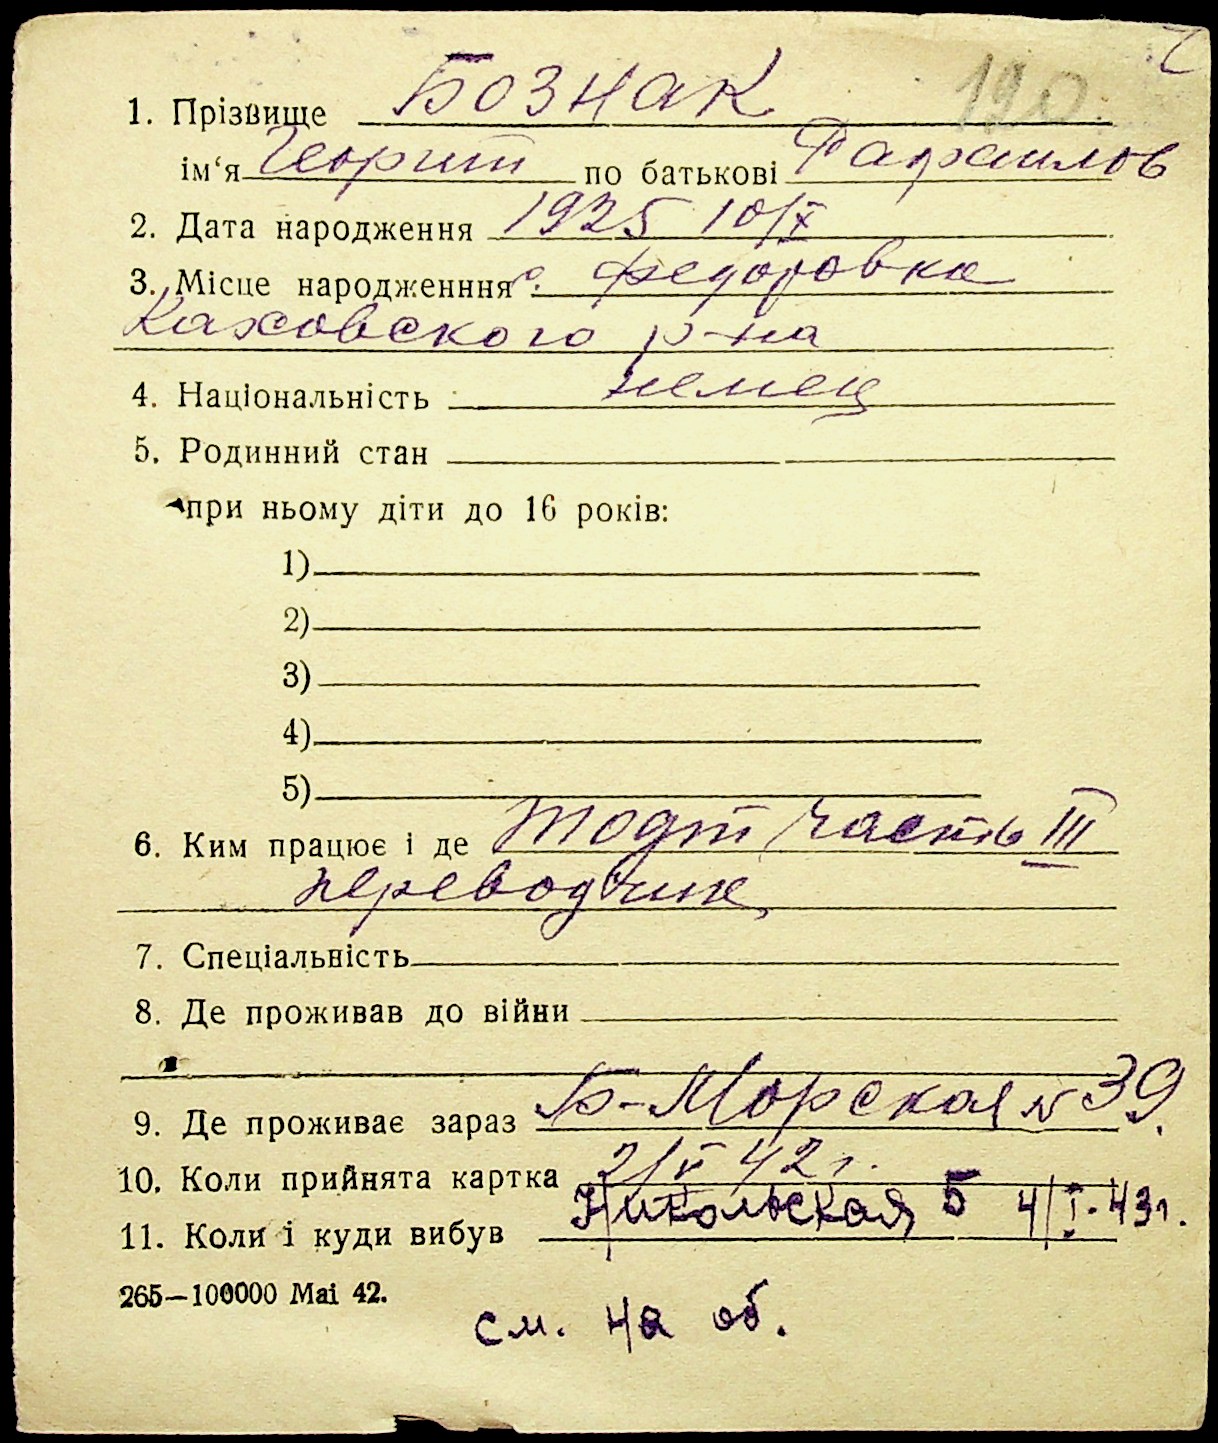 190
1. Прізвище БОЗНАК
ім‘я Георгий по батькові Рафаилов
2. Дата народження 1925 10/X
3. Місце народженння с. Федоровка
Каховского р-на
4. Національність немец
5. Родинний стан
при ньому діти до 16 років:
1)
2)
3)
4)
5)
6. Ким працює і де Тодт часть III
переводчик
7. Спеціальність
8. Де проживав до війни
9. Де проживає зараз Б-Морская № 39.
10. Коли прийнята картка 2/V 42 г.
11. Коли і куди вибув Никольская 5 4/I-43г.
265—100000 Маі 42.
см. на об.